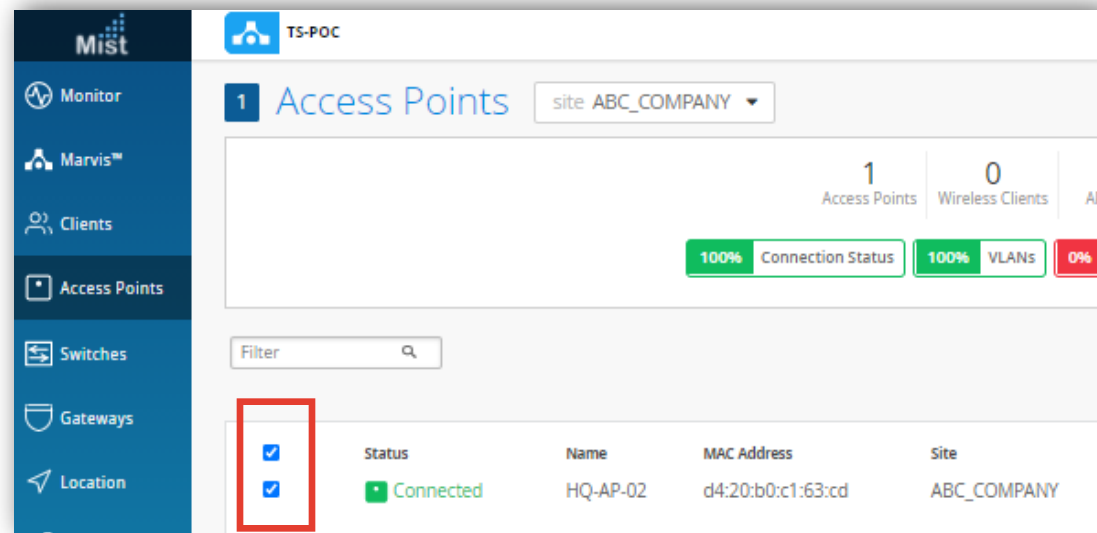 Mist
TS-POC
Monitor
1 Access Points site ABC_COMPANY
Marvis™
1
Access Points
0
Wireless Clients
Clients
100% Connection Status 100% VLANs 0%
Access Points
Switches
Filter
Gateways
Status Name MAC Address Site
Location
Connected HQ-AP-02 d4:20:b0:c1:63:cd ABC_COMPANY